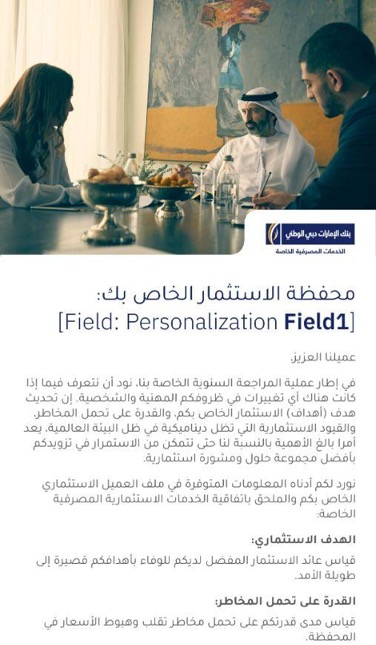 بنك الإمارات دبي الوطني
الخدمات المصرفية الخاصة
محفظة الاستثمار الخاص بك:
[Field: Personalization Field1]
عميلنا العزيز،
في إطار عملية المراجعة السنوية الخاصة بنا، نود أن نتعرف فيما إذا
كانت هناك أي تغييرات في ظروفكم المهنية والشخصية. إن تحديث
هدف (أهداف) الاستثمار الخاص بكم، والقدرة على تحمل المخاطر،
والقيود الاستثمارية التي تظل ديناميكية في ظل البيئة العالمية، يعد
أمرا بالغ الأهمية بالنسبة لنا حتى نتمكن من الاستمرار في تزويدكم
بأفضل مجموعة حلول ومشورة استثمارية.
نورد لكم أدناه المعلومات المتوفرة في ملف العميل الاستثماري
الخاص بكم والملحق باتفاقية الخدمات الاستثمارية المصرفية
الخاصة:
الهدف الاستثماري:
قياس عائد الاستثمار المفضل لديكم للوفاء بأهدافكم قصيرة إلى
طويلة الأمد.
القدرة على تحمل المخاطر:
قياس مدى قدرتكم على تحمل مخاطر تقلب وهبوط الأسعار في
المحفظة.